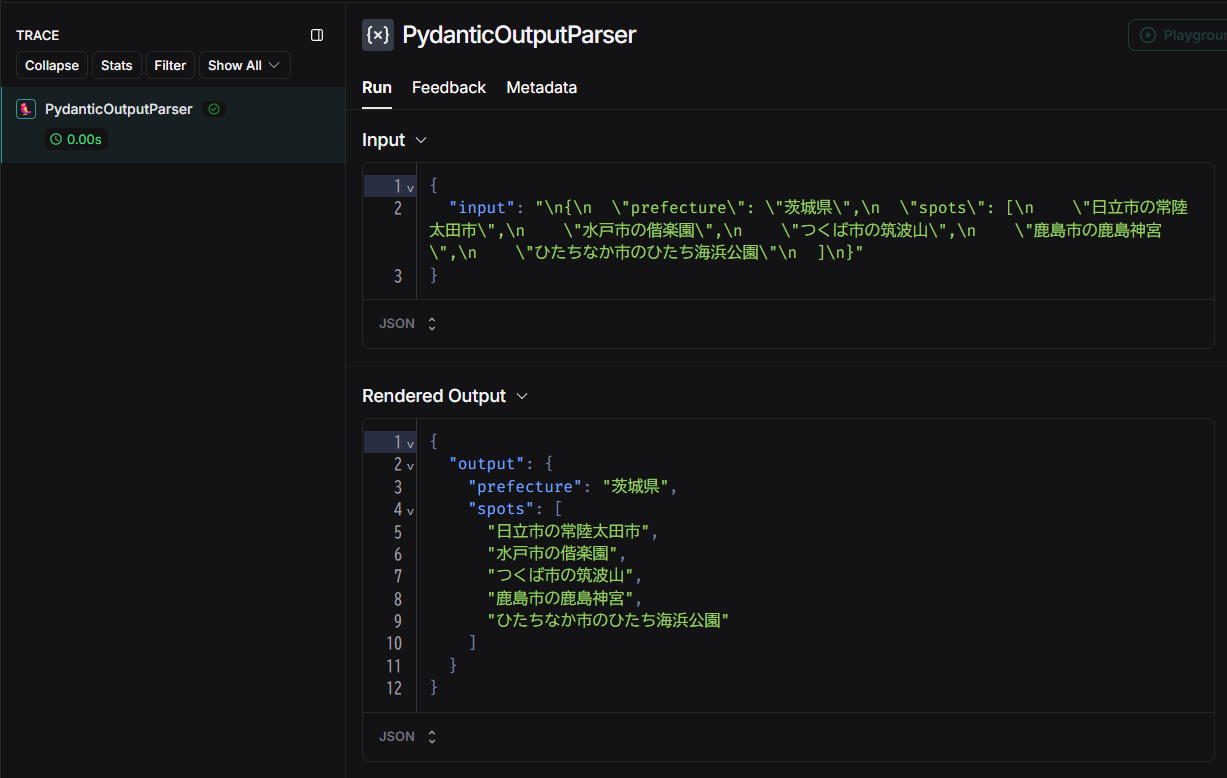 TRACE
Collapse Stats Filter Show All
PydanticOutputParser
0.00s
{×} PydanticOutputParser
Run Feedback Metadata
Input
1 {
2 "input": "\n{\n  \"prefecture\": \"茨城県\",\n  \"spots\": [\n    \"日立市の常陸
太田市\",\n    \"水戸市の偕楽園\",\n    \"つくば市の筑波山\",\n    \"鹿島市の鹿島神宮
\",\n    \"ひたちなか市のひたち海浜公園\"\n  ]\n}"
3 }
JSON
Rendered Output
1 {
2 "output": {
3 "prefecture": "茨城県",
4 "spots": [
5 "日立市の常陸太田市",
6 "水戸市の偕楽園",
7 "つくば市の筑波山",
8 "鹿島市の鹿島神宮",
9 "ひたちなか市のひたち海浜公園"
10 ]
11 }
12 }
JSON